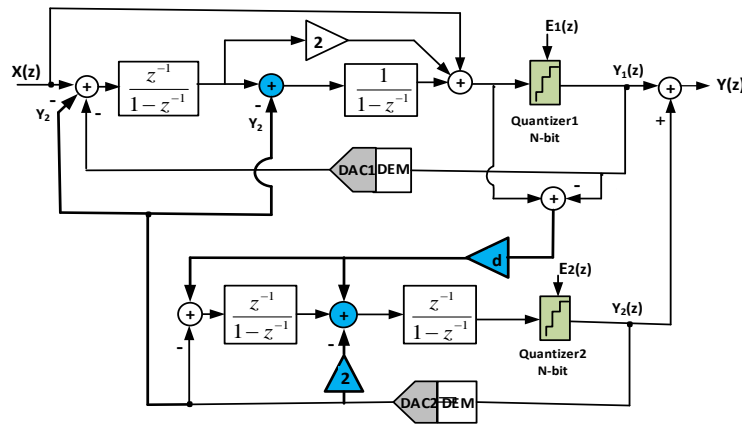 E1(z)
2
X(z)
+
z⁻¹
1−z⁻¹
+
1
1−z⁻¹
+
Y₁(z)
+
Y(z)
-
Y₂
-
-
Y₂
Quantizer1
N-bit
+
DAC1
DEM
-
+
d
E2(z)
+
z⁻¹
1−z⁻¹
+
z⁻¹
1−z⁻¹
Y₂(z)
-
-
2
Quantizer2
N-bit
DAC2
DEM